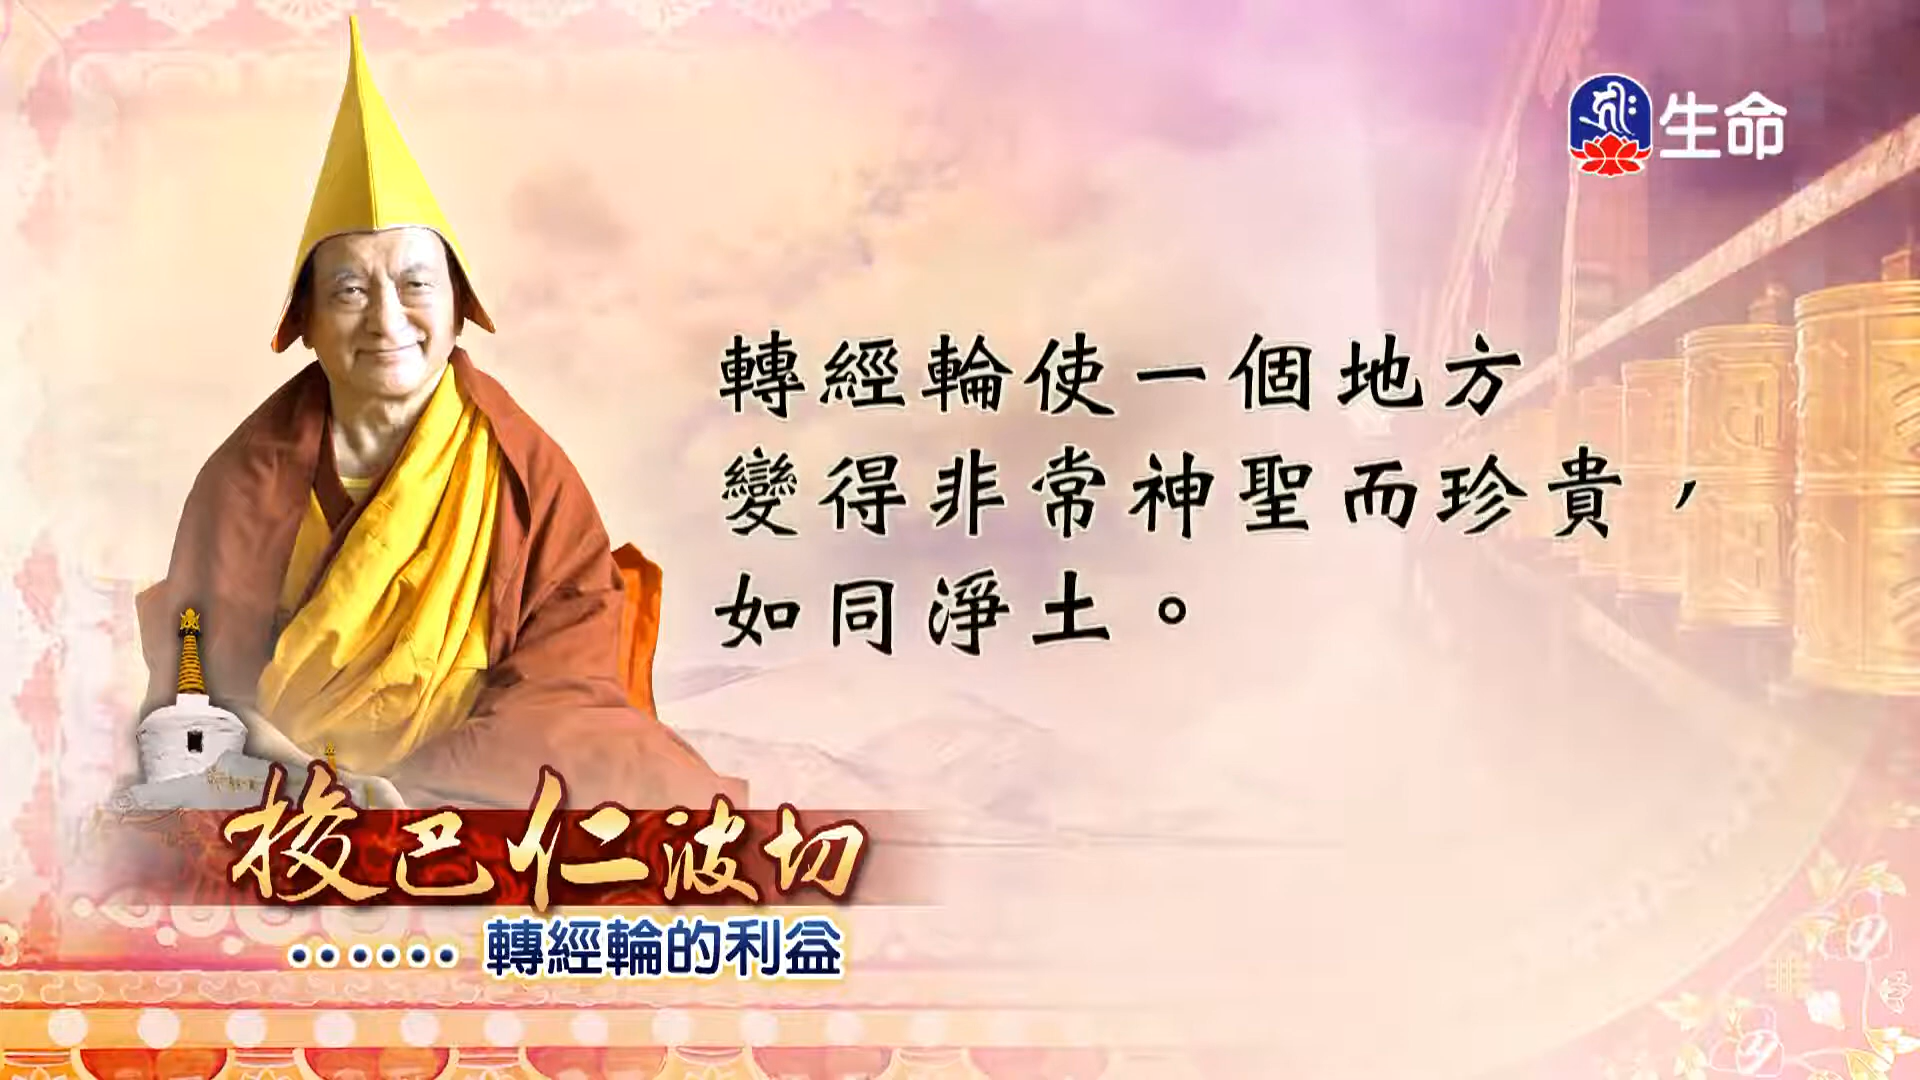 生命
轉經輪使一個地方
變得非常神聖而珍貴，
如同淨土。
梭巴仁波切
⋯⋯轉經輪的利益